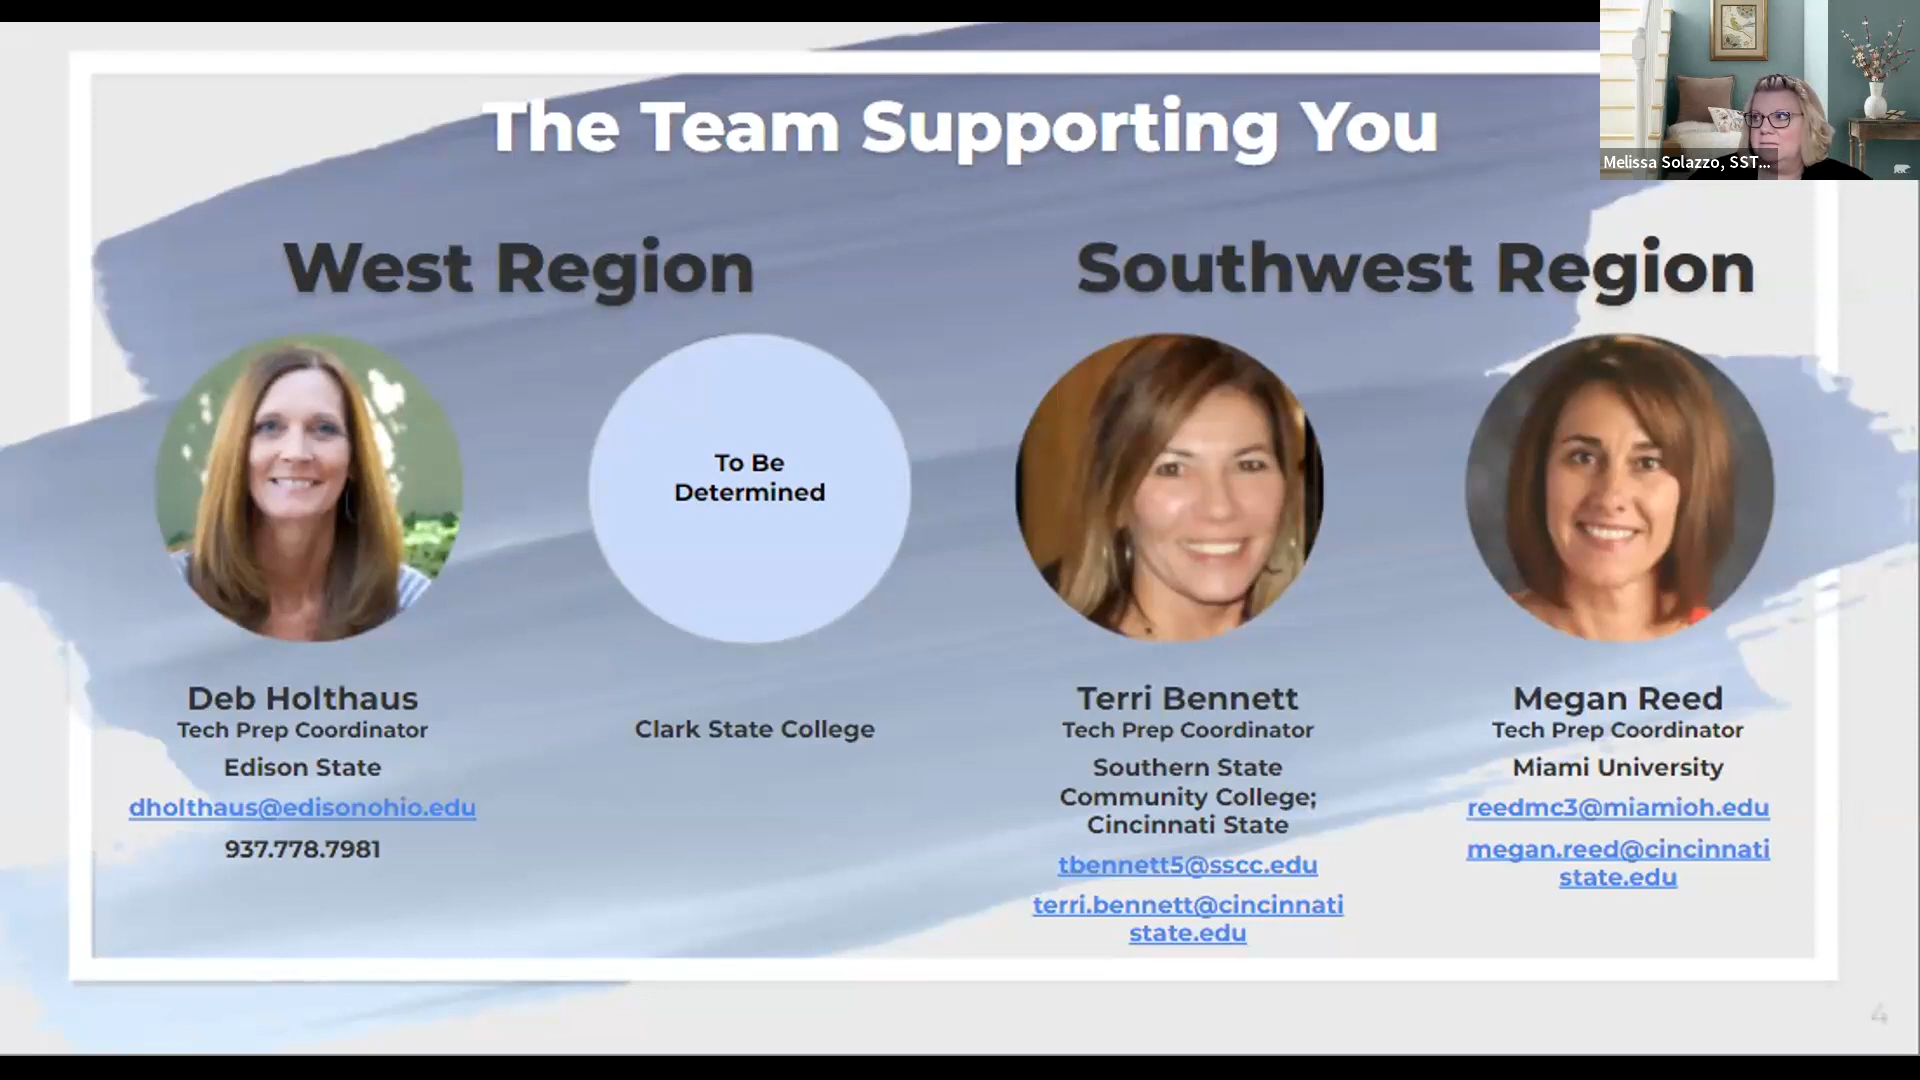 The Team Supporting You
Melissa Solazzo, SST...
West Region
Southwest Region
To Be
Determined
Deb Holthaus
Tech Prep Coordinator
Edison State
dholthaus@edisonohio.edu
937.778.7981
Clark State College
Terri Bennett
Tech Prep Coordinator
Southern State
Community College;
Cincinnati State
tbennett5@sscc.edu
terri.bennett@cincinnati
state.edu
Megan Reed
Tech Prep Coordinator
Miami University
reedmc3@miamioh.edu
megan.reed@cincinnati
state.edu
4